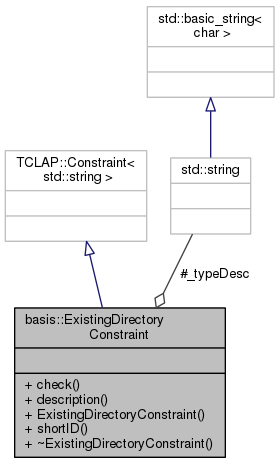 std::basic_string<
char >
TCLAP::Constraint<
std::string >
std::string
#_typeDesc
basis::ExistingDirectory
Constraint
+ check()
+ description()
+ ExistingDirectoryConstraint()
+ shortID()
+ ~ExistingDirectoryConstraint()